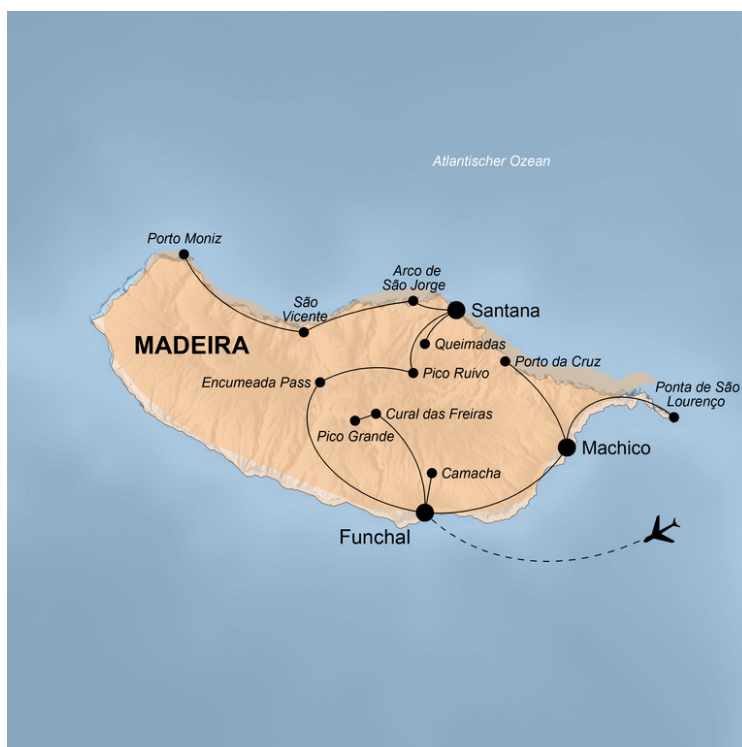 Atlantischer Ozean
Porto Moniz
Arco de
São Jorge
São
Vicente
Santana
MADEIRA
Queimadas
Porto da Cruz
Encumeada Pass
Pico Ruivo
Ponta de São
Lourenço
Cural das Freiras
Pico Grande
Machico
Camacha
Funchal